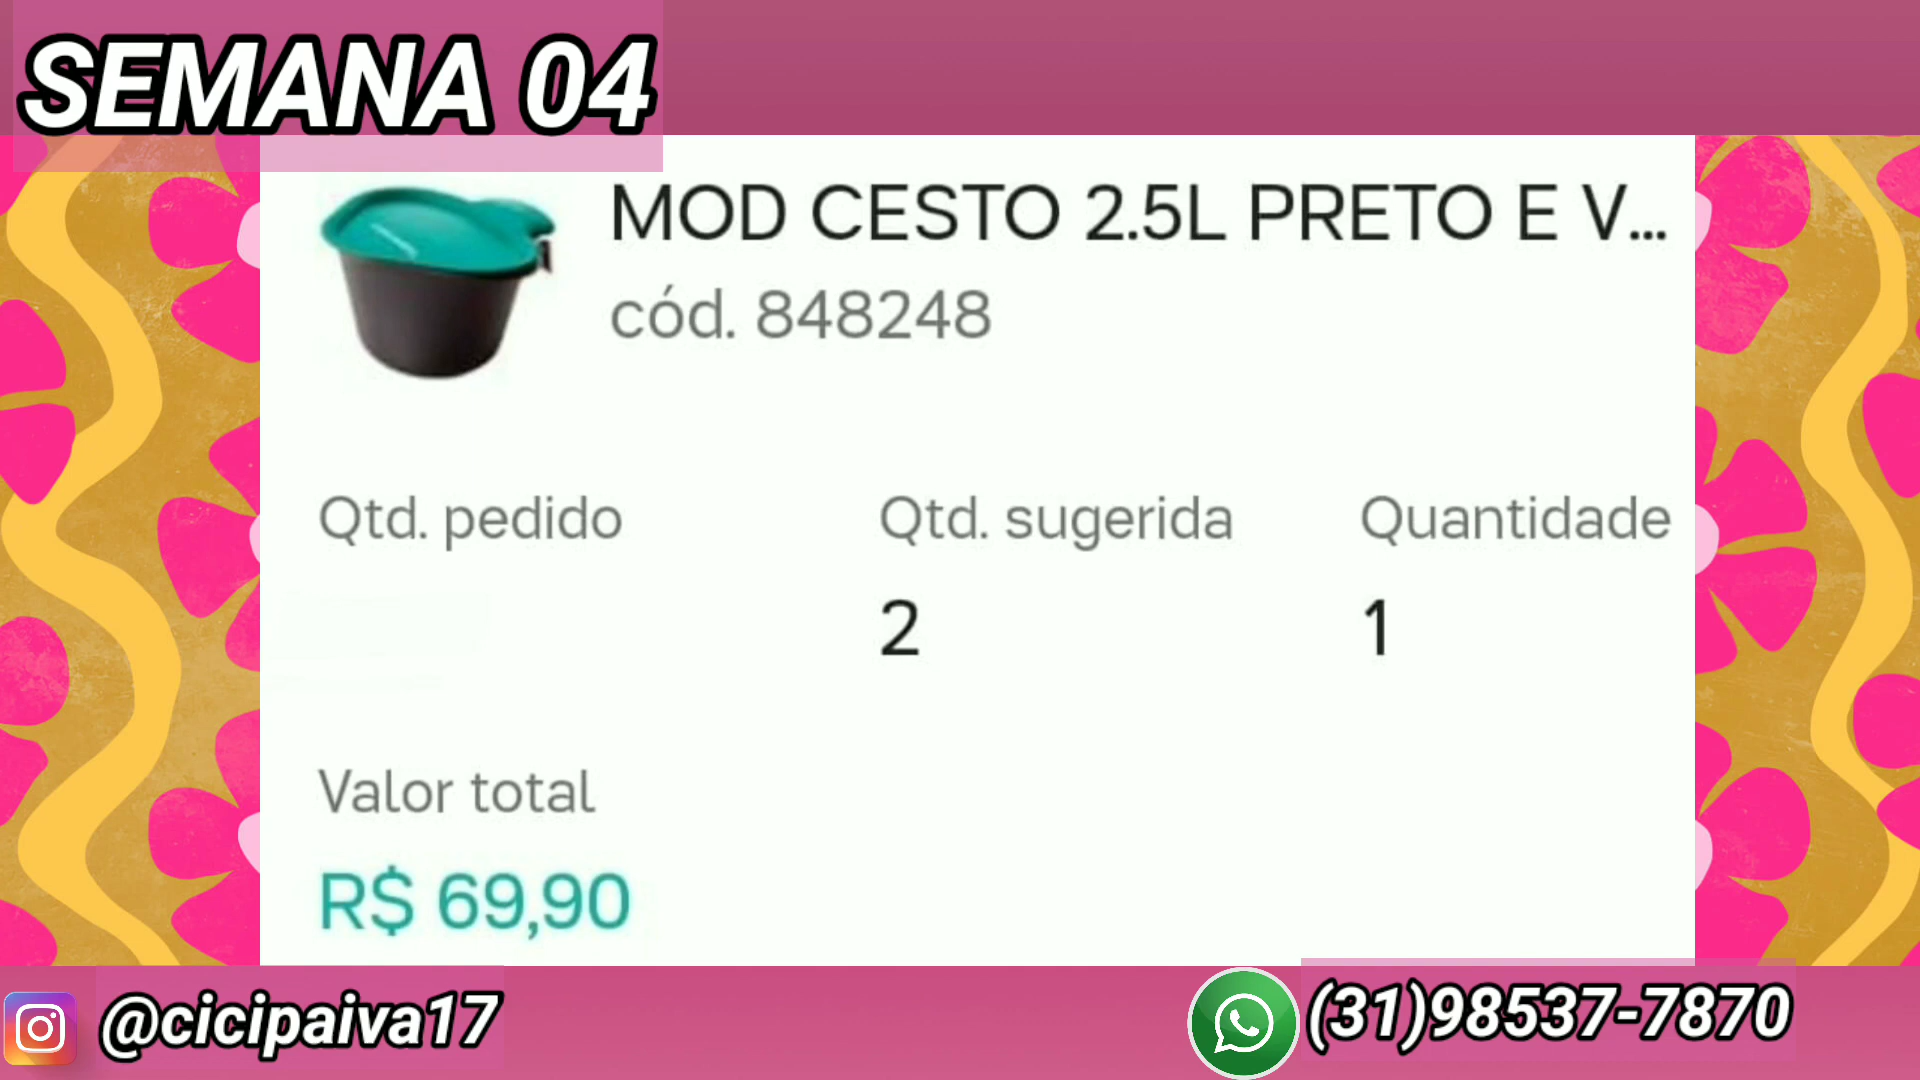 SEMANA 04
MOD CESTO 2.5L PRETO E V...
cód. 848248
Qtd. pedido
Qtd. sugerida
Quantidade
2
1
Valor total
R$ 69,90
@cicipaiva17
(31)98537-7870